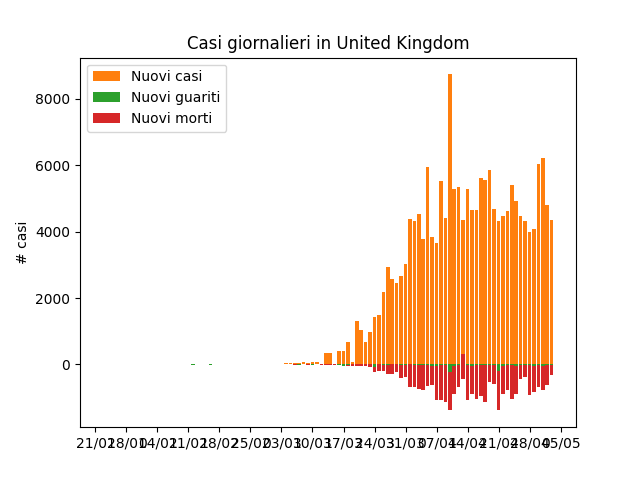 Casi giornalieri in United Kingdom
Nuovi casi
Nuovi guariti
Nuovi morti
# casi
8000
6000
4000
2000
0
21/01 28/01 04/02 11/02 18/02 25/02 03/03 10/03 17/03 24/03 31/03 07/04 14/04 21/04 28/04 05/05